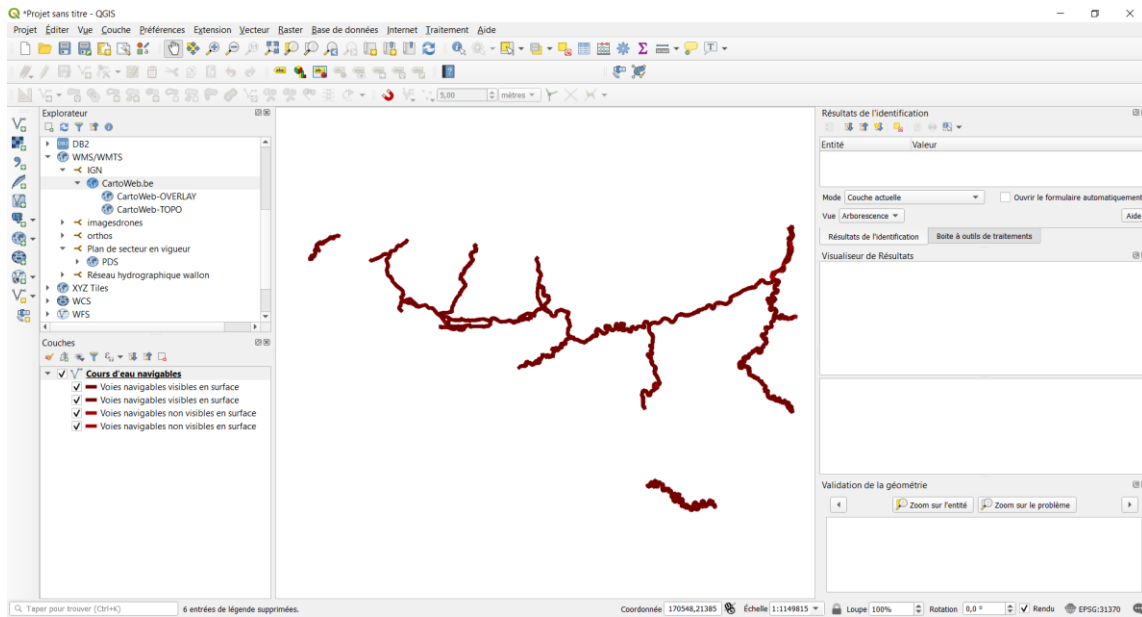 *Projet sans titre - QGIS
Projet Éditer Vue Couche Préférences Extension Vecteur Raster Base de données Internet Traitement Aide
5,00 mètres
Explorateur
DB2
WMS/WMTS
IGN
CartoWeb.be
CartoWeb-OVERLAY
CartoWeb-TOPO
imagesdrones
orthos
Plan de secteur en vigueur
PDS
Réseau hydrographique wallon
XYZ Tiles
WCS
WFS
Couches
Cours d'eau navigables
Voies navigables visibles en surface
Voies navigables visibles en surface
Voies navigables non visibles en surface
Voies navigables non visibles en surface
Résultats de l'identification
Entité Valeur
Mode Couche actuelle Ouvrir le formulaire automatiquement
Vue Arborescence Aide
Résultats de l'identification Boite à outils de traitements
Visualiseur de Résultats
Validation de la géométrie
Zoom sur l'entité Zoom sur le problème
Taper pour trouver (Ctrl+K) 6 entrées de légende supprimées. Coordonnée 170548,21385 Échelle 1:1149815 Loupe 100% Rotation 0,0 ° Rendu EPSG:31370